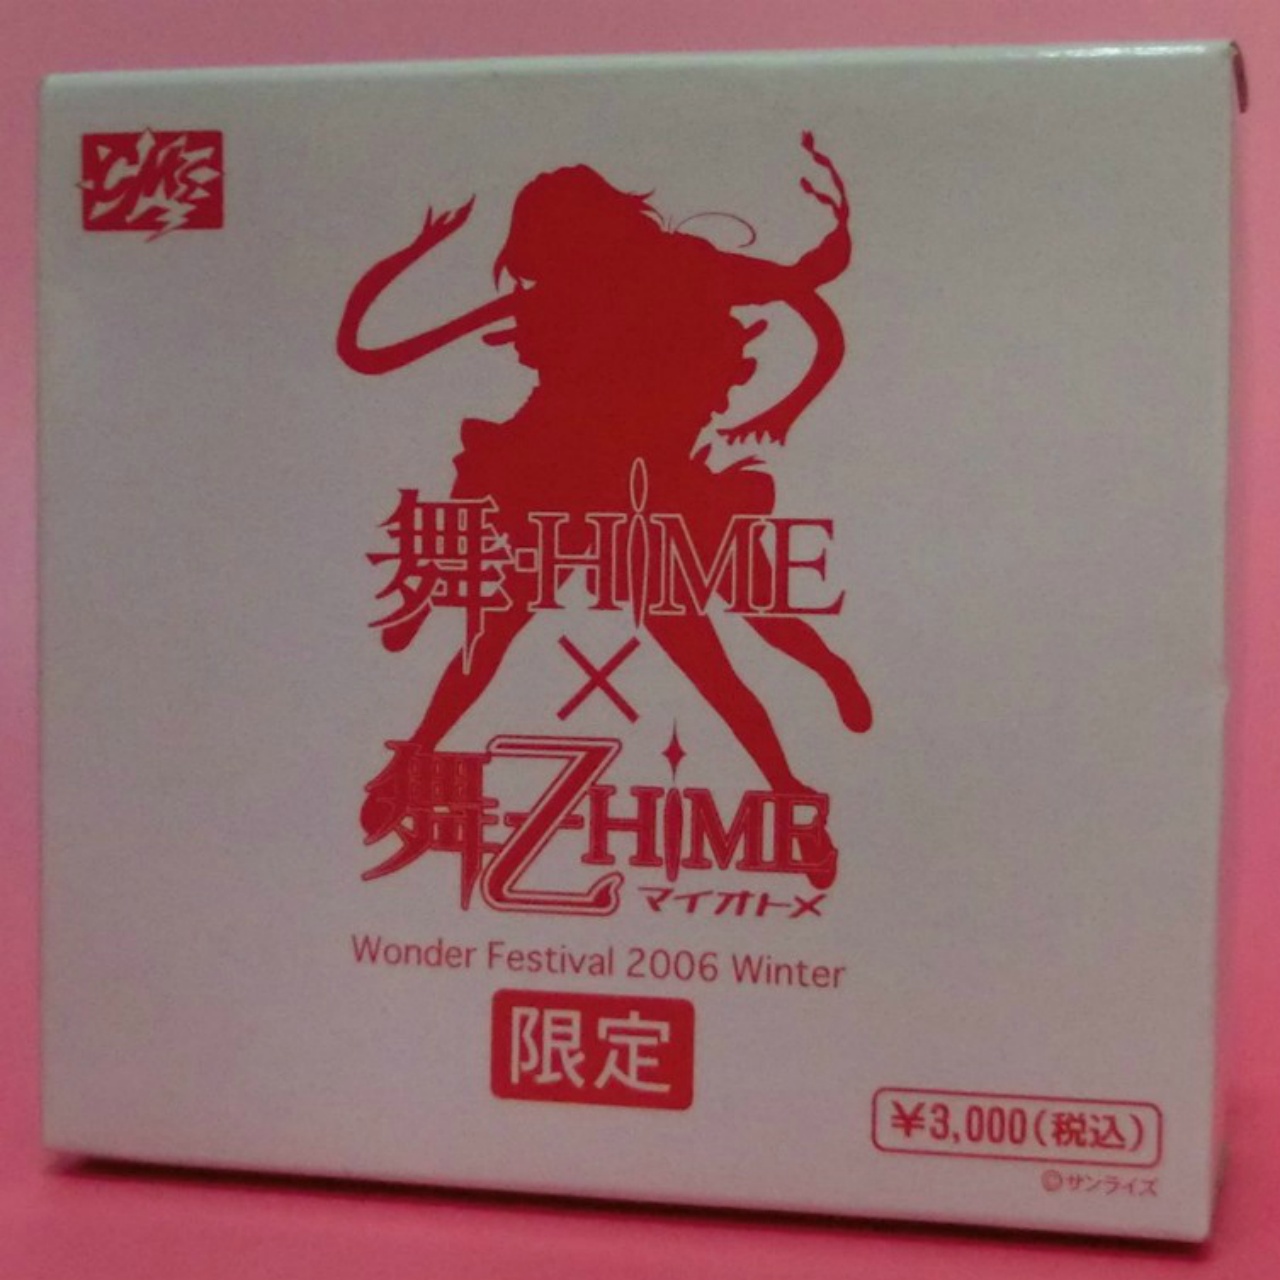 CM's
舞-HiME
×
舞-乙HiME
マイオトメ
Wonder Festival 2006 Winter
限定
¥3,000(税込)
©サンライズ